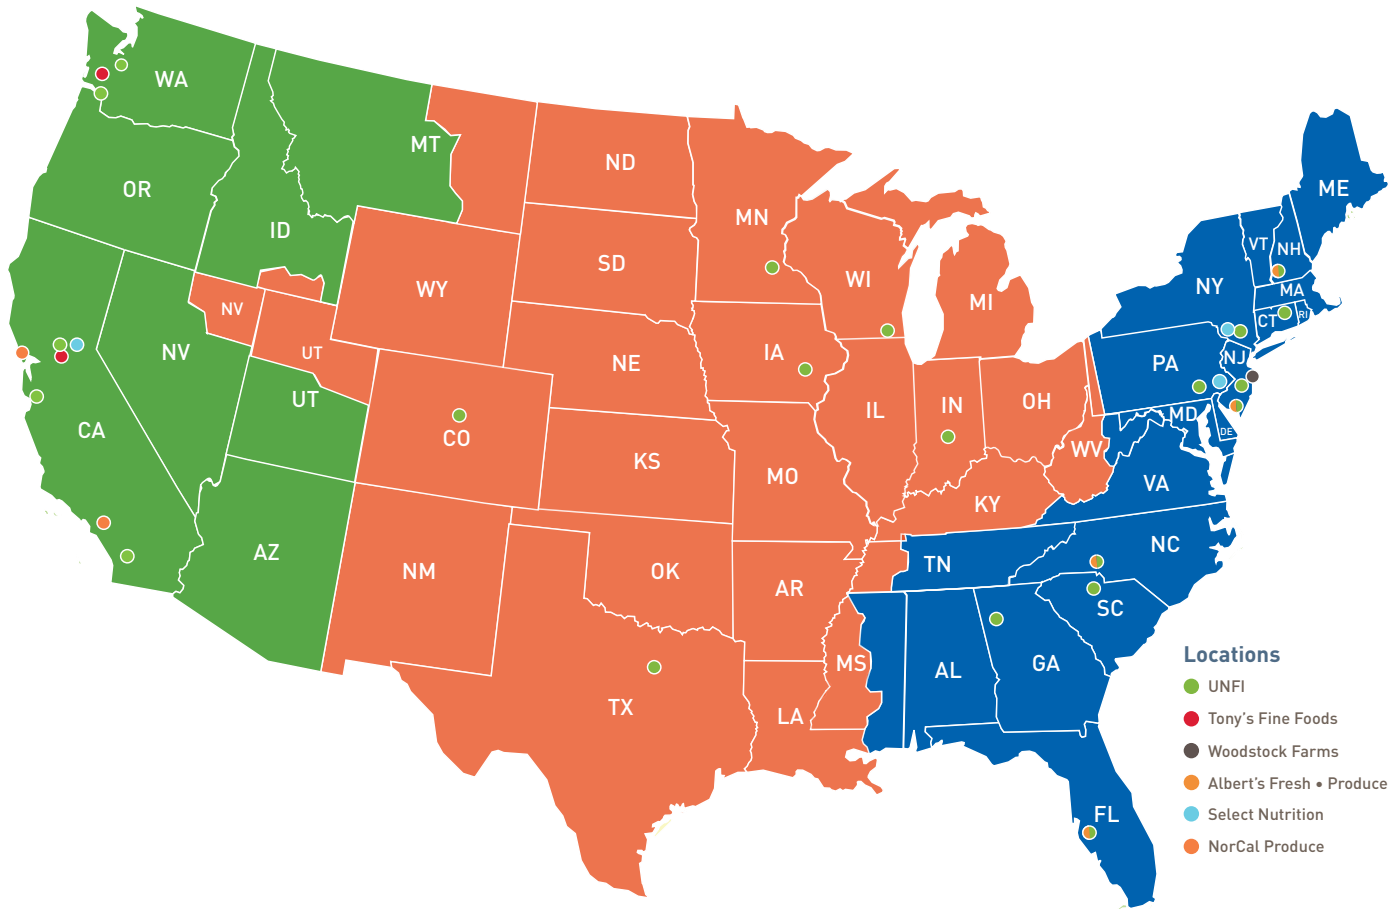 WA
MT
ND
OR
ID
MN
ME
VT
NH
SD
WI
WY
NY
MA
MI
NV
CT
RI
NV
UT
IA
NE
PA
NJ
UT
IL
IN
OH
MD
CA
CO
DE
WV
KS
MO
VA
KY
AZ
NC
NM
OK
TN
AR
SC
MS
AL
GA
TX
LA
FL
Locations
UNFI
Tony's Fine Foods
Woodstock Farms
Albert's Fresh • Produce
Select Nutrition
NorCal Produce